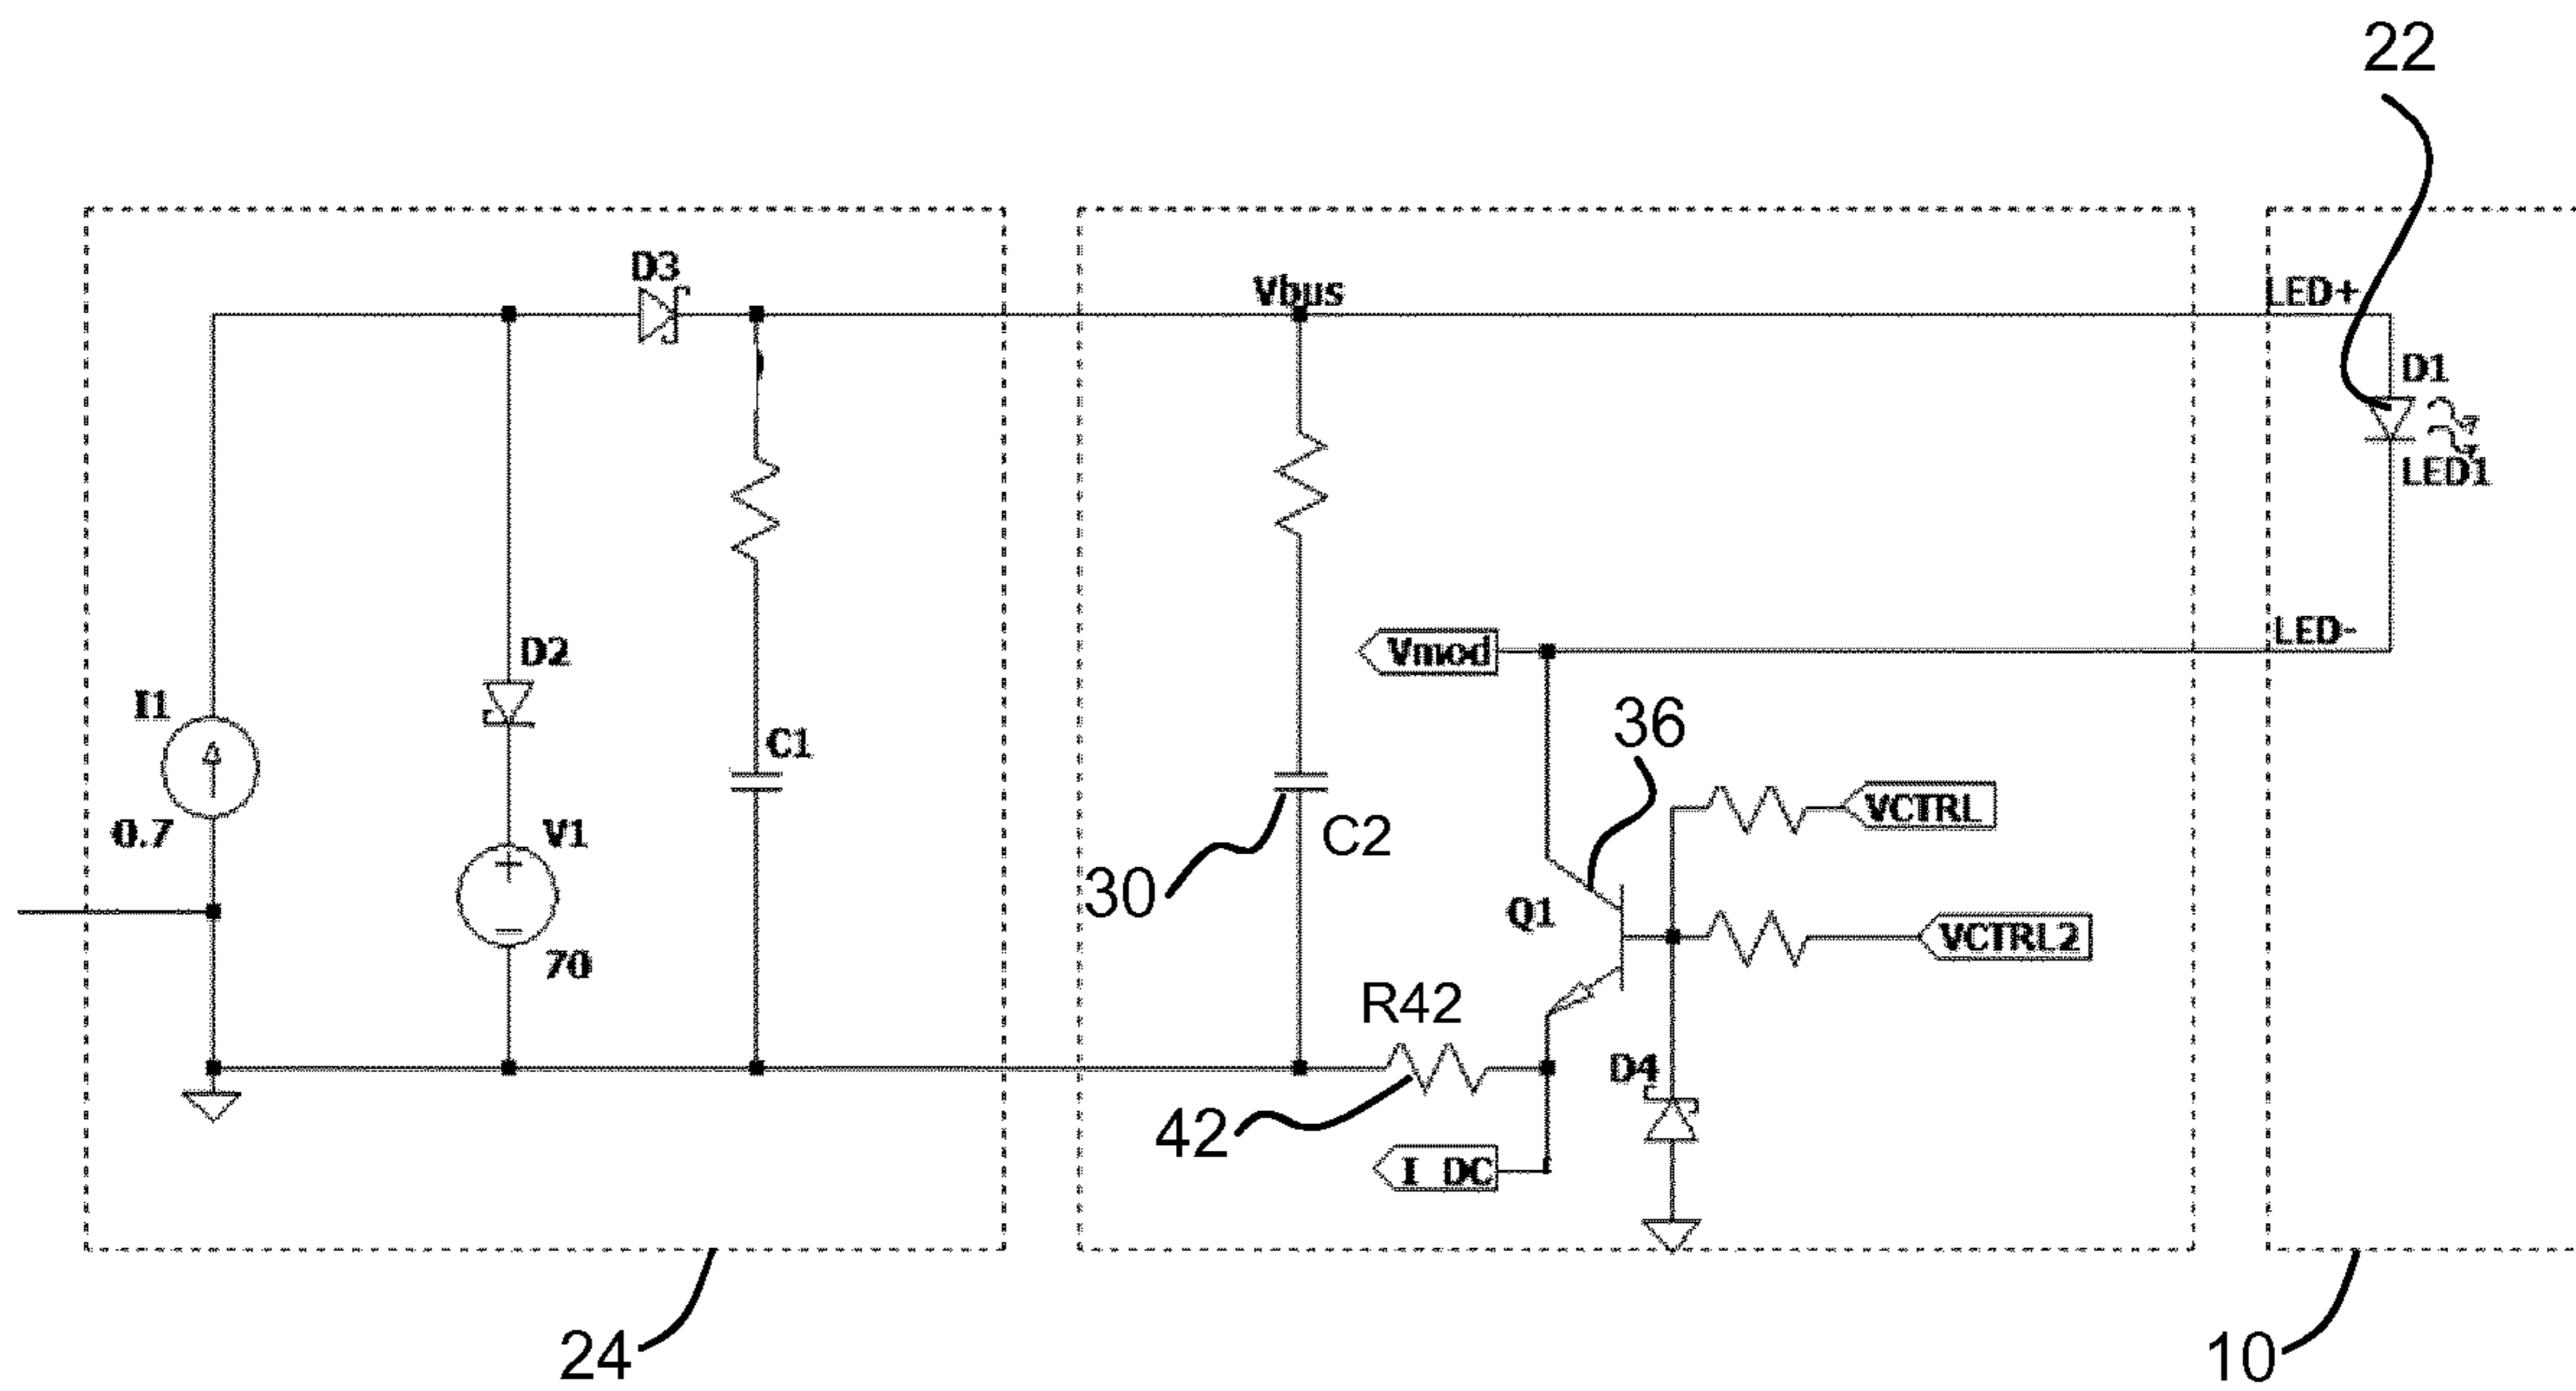 22
D3
Vbus
LED+
D1
LED1
D2
Vmod
LED-
I1
0.7
C1
36
VCTRL
V1
C2
30
Q1
VCTRL2
70
R42
D4
42
I_DC
24
10